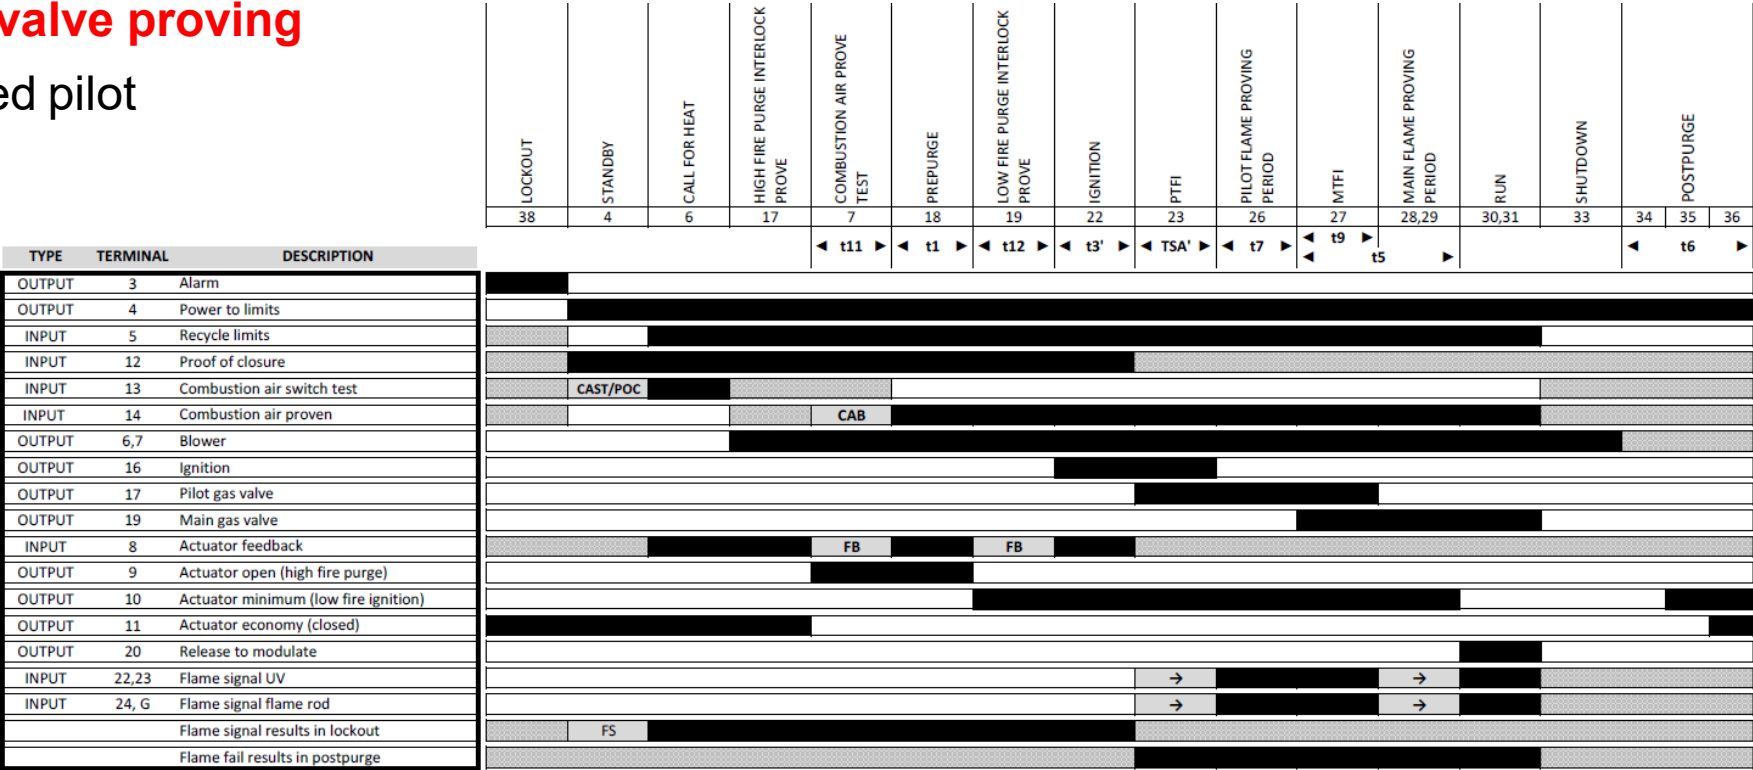 valve proving
ed pilot
LOCKOUT
STANDBY
CALL FOR HEAT
HIGH FIRE PURGE INTERLOCK
PROVE
COMBUSTION AIR PROVE
TEST
PREPURGE
LOW FIRE PURGE INTERLOCK
PROVE
IGNITION
PTFI
PILOT FLAME PROVING
PERIOD
MTFI
MAIN FLAME PROVING
PERIOD
RUN
SHUTDOWN
POSTPURGE
38 4 6 17 7 18 19 22 23 26 27 28,29 30,31 33 34 35 36
◄ t11 ► ◄ t1 ► ◄ t12 ► ◄ t3' ► ◄ TSA' ► ◄ t7 ► ◄ t9 ► ◄ t6 ►
◄ t5 ►
TYPE TERMINAL DESCRIPTION
OUTPUT 3 Alarm
OUTPUT 4 Power to limits
INPUT 5 Recycle limits
INPUT 12 Proof of closure
INPUT 13 Combustion air switch test CAST/POC
INPUT 14 Combustion air proven CAB
OUTPUT 6,7 Blower
OUTPUT 16 Ignition
OUTPUT 17 Pilot gas valve
OUTPUT 19 Main gas valve
INPUT 8 Actuator feedback FB FB
OUTPUT 9 Actuator open (high fire purge)
OUTPUT 10 Actuator minimum (low fire ignition)
OUTPUT 11 Actuator economy (closed)
OUTPUT 20 Release to modulate
INPUT 22,23 Flame signal UV → →
INPUT 24, G Flame signal flame rod → →
Flame signal results in lockout FS
Flame fail results in postpurge